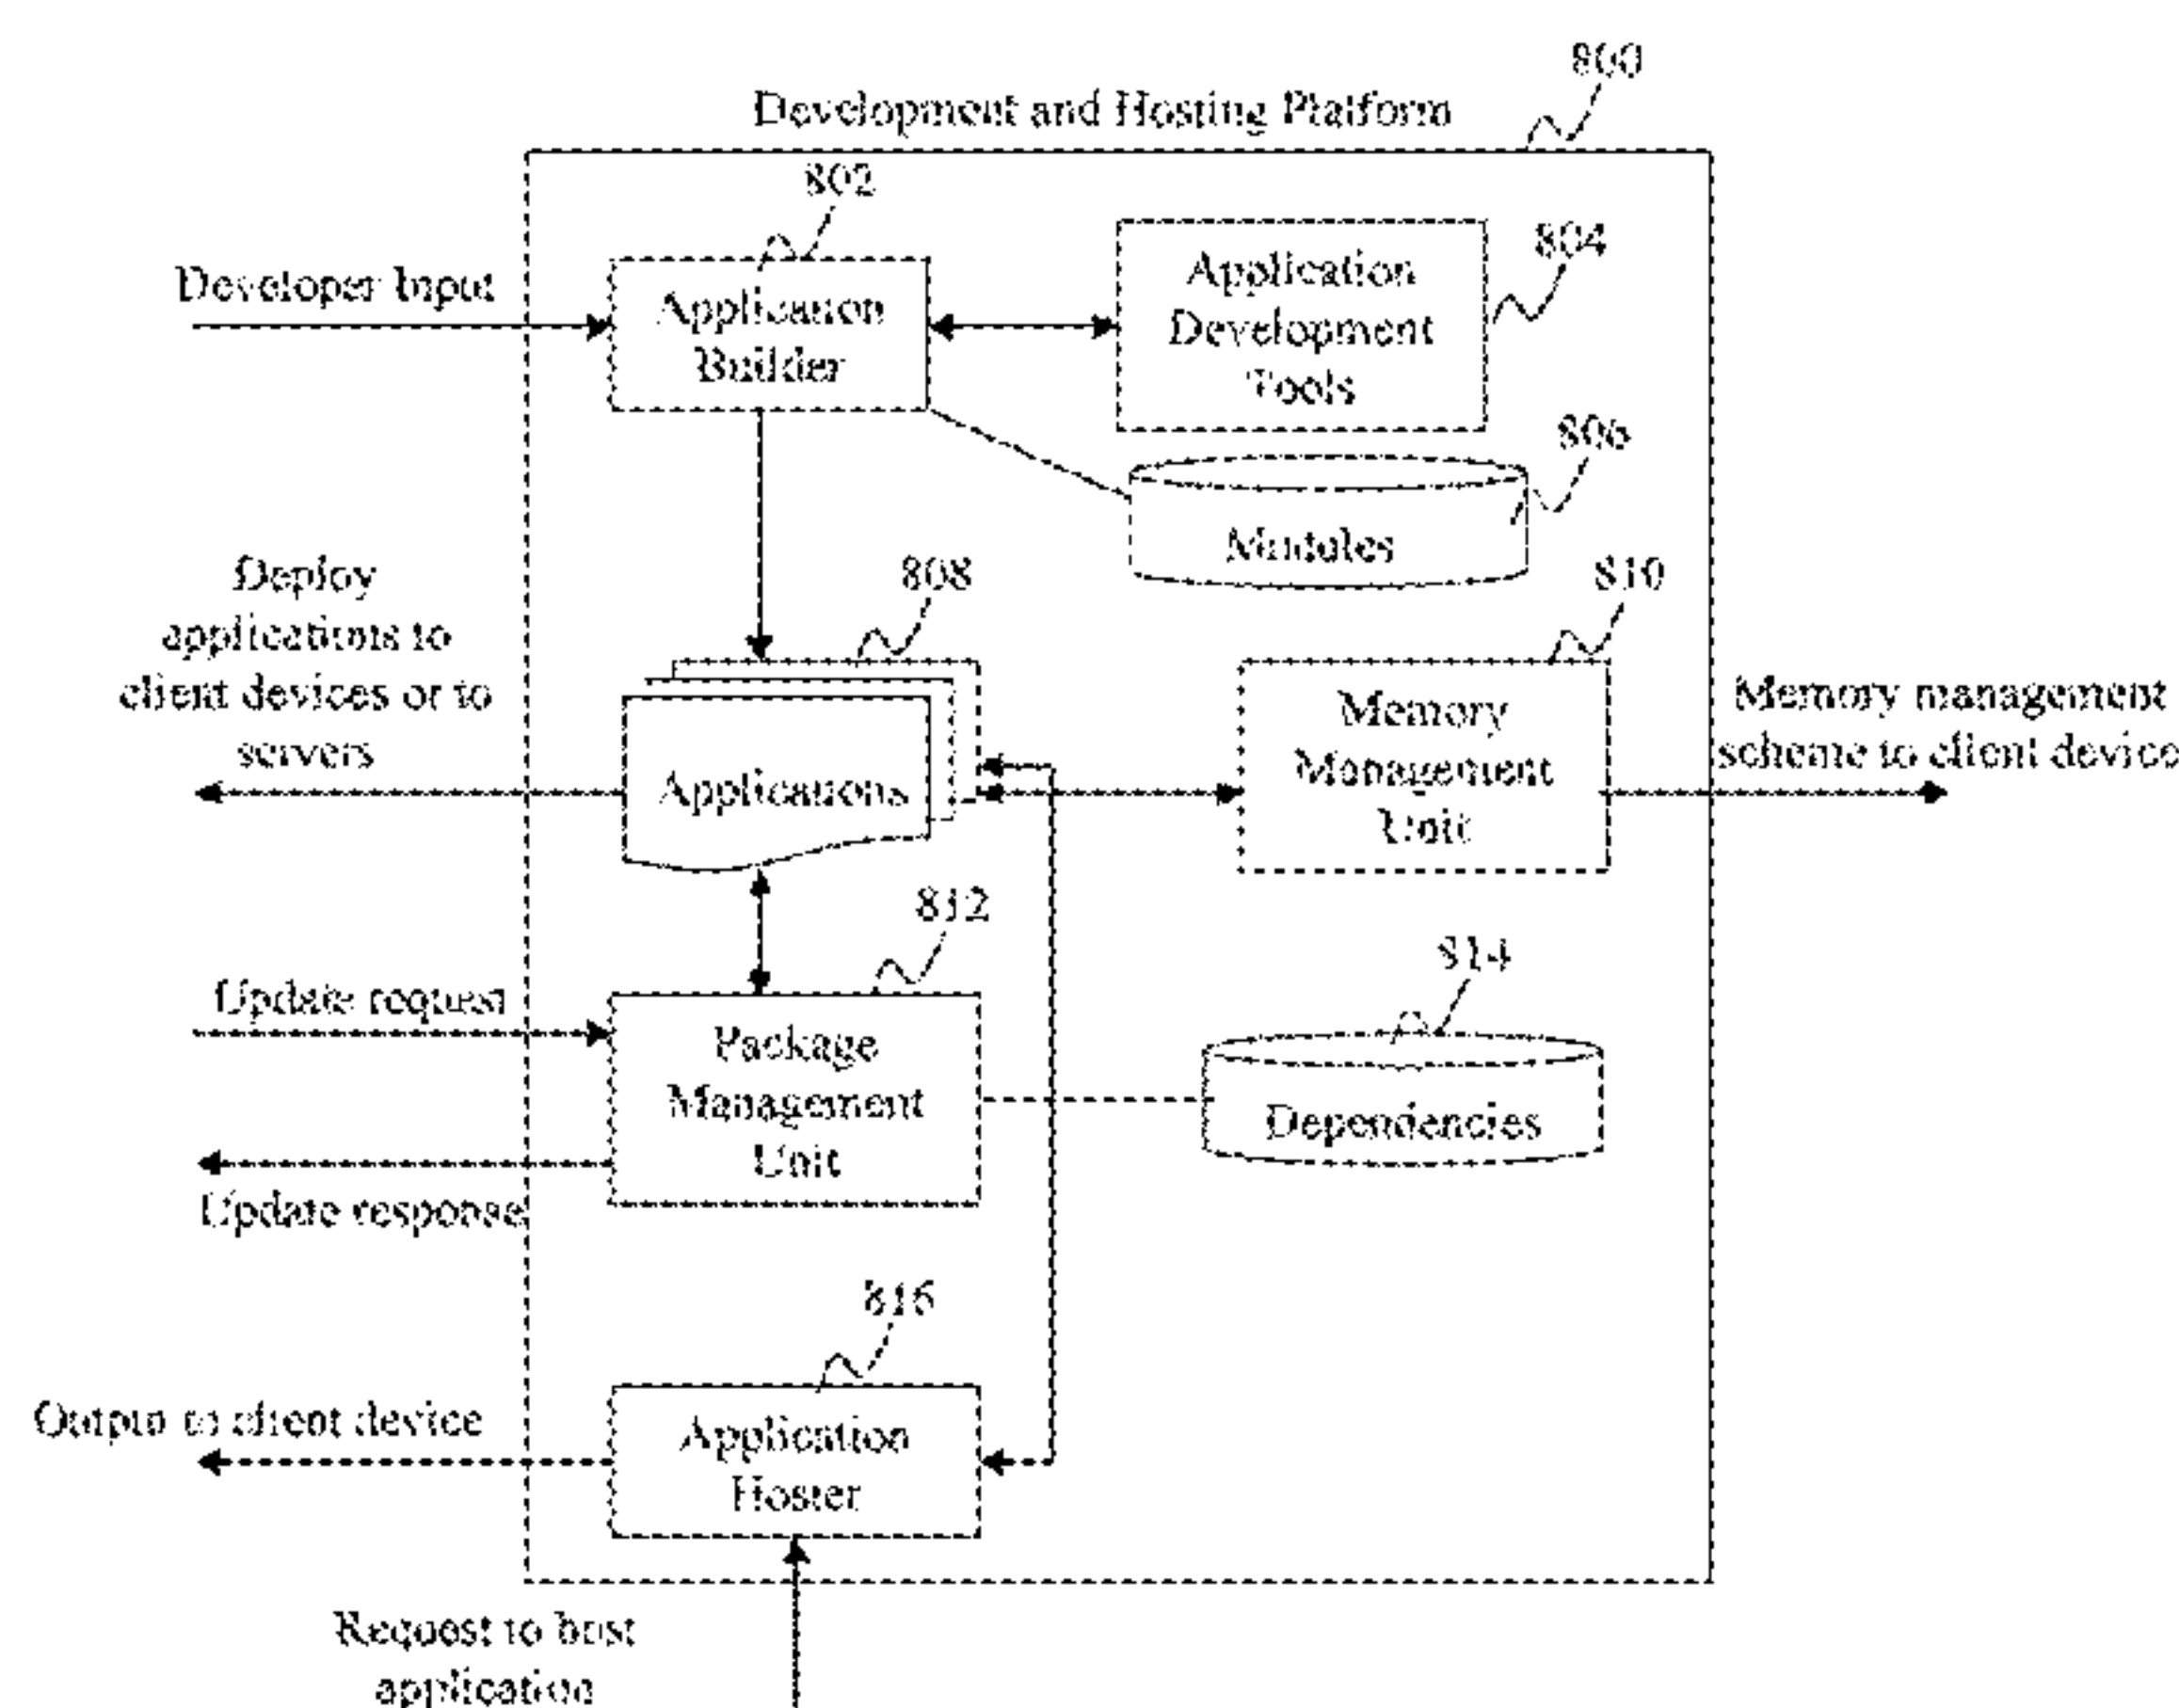 800
Development and Hosting Platform
802
804
Developer Input
Application
Builder
Application
Development
Tools
806
Modules
Deploy
applications to
client devices or to
servers
808
810
Applications
Memory
Management
Unit
Memory management
scheme to client device
812
814
Update request
Package
Management
Unit
Dependencies
Update response
816
Output to client device
Application
Hoster
Request to host
application